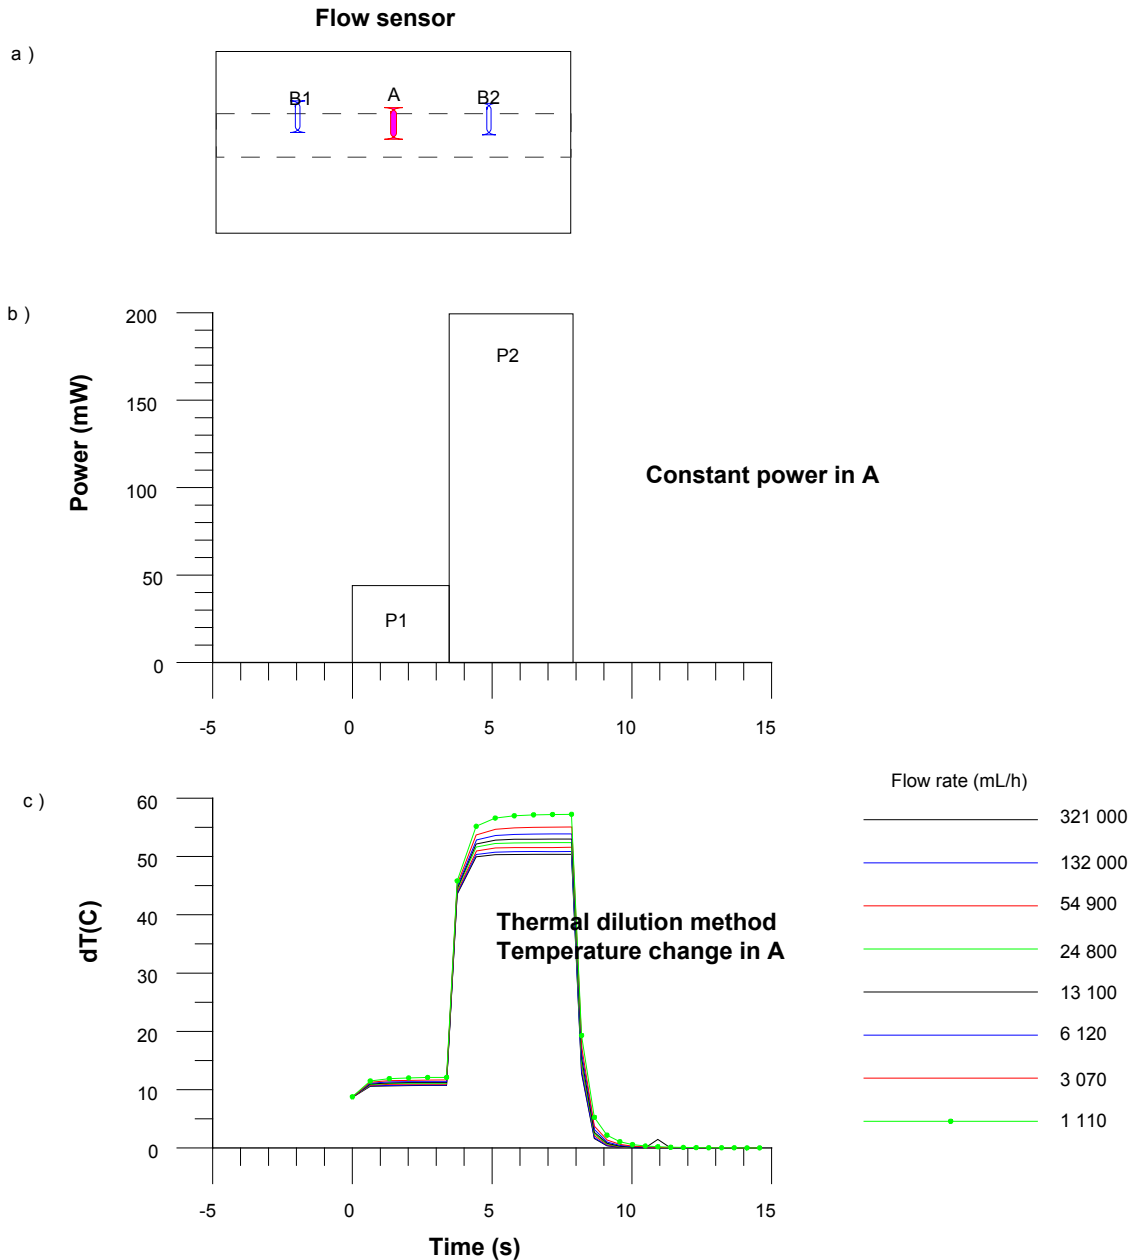 Flow sensor
a )
B1
A
B2
b )
200
150
100
50
0
Power (mW)
P2
P1
Constant power in A
-5
0
5
10
15
c )
60
50
40
30
20
10
0
dT(C)
Thermal dilution method
Temperature change in A
-5
0
5
10
15
Time (s)
Flow rate (mL/h)
321 000
132 000
54 900
24 800
13 100
6 120
3 070
1 110